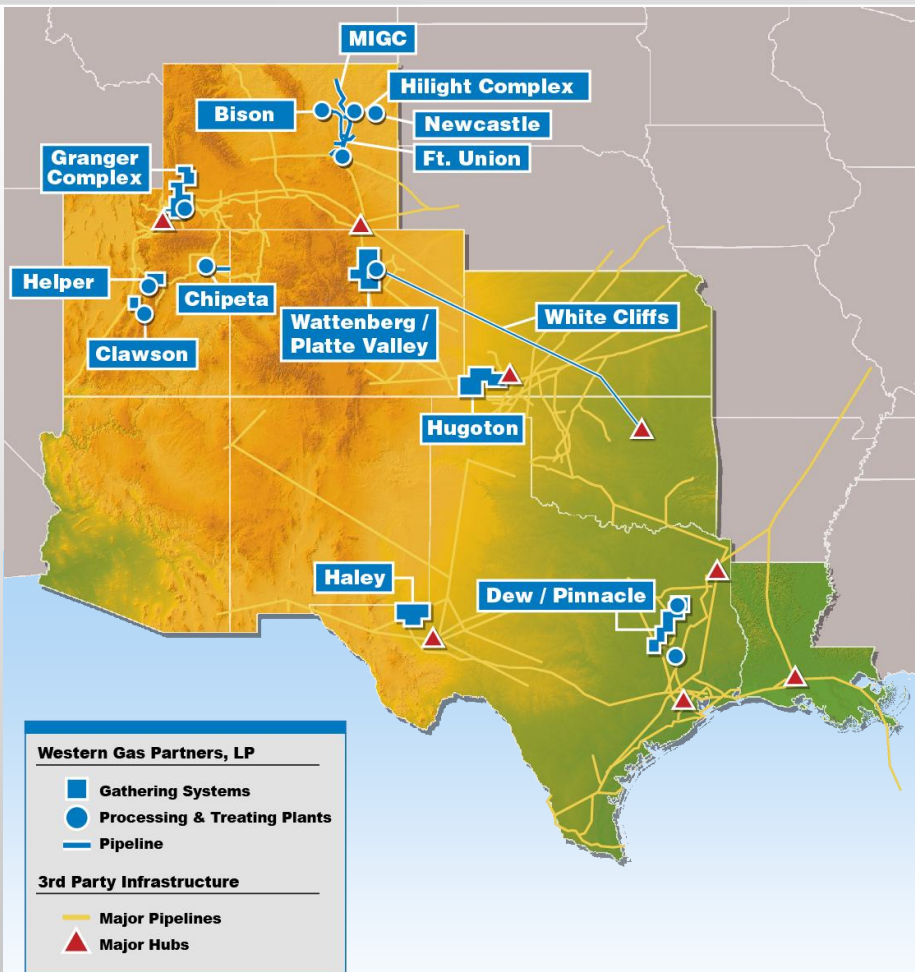 MIGC
Hilight Complex
Bison
Newcastle
Ft. Union
Granger
Complex
Helper
Chipeta
Clawson
Wattenberg /
Platte Valley
White Cliffs
Hugoton
Haley
Dew / Pinnacle
Western Gas Partners, LP
Gathering Systems
Processing & Treating Plants
Pipeline
3rd Party Infrastructure
Major Pipelines
Major Hubs